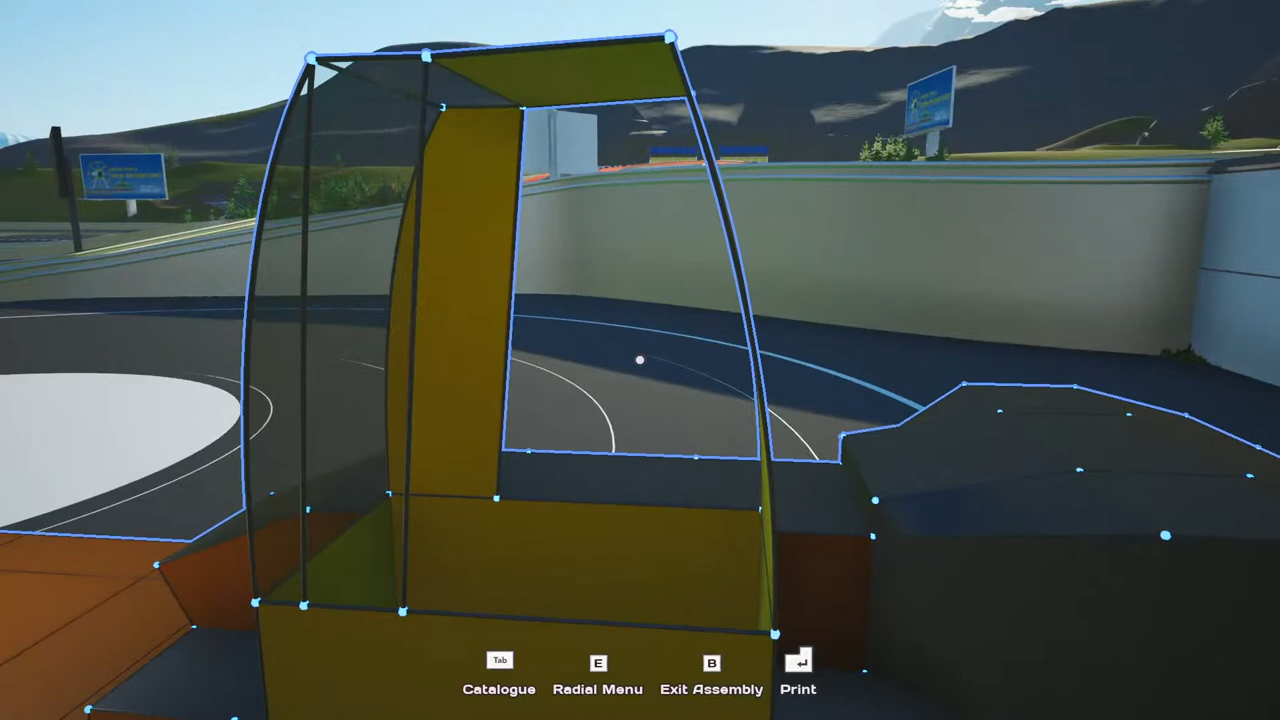 Tab
E
B
Catalogue
Radial Menu
Exit Assembly
Print